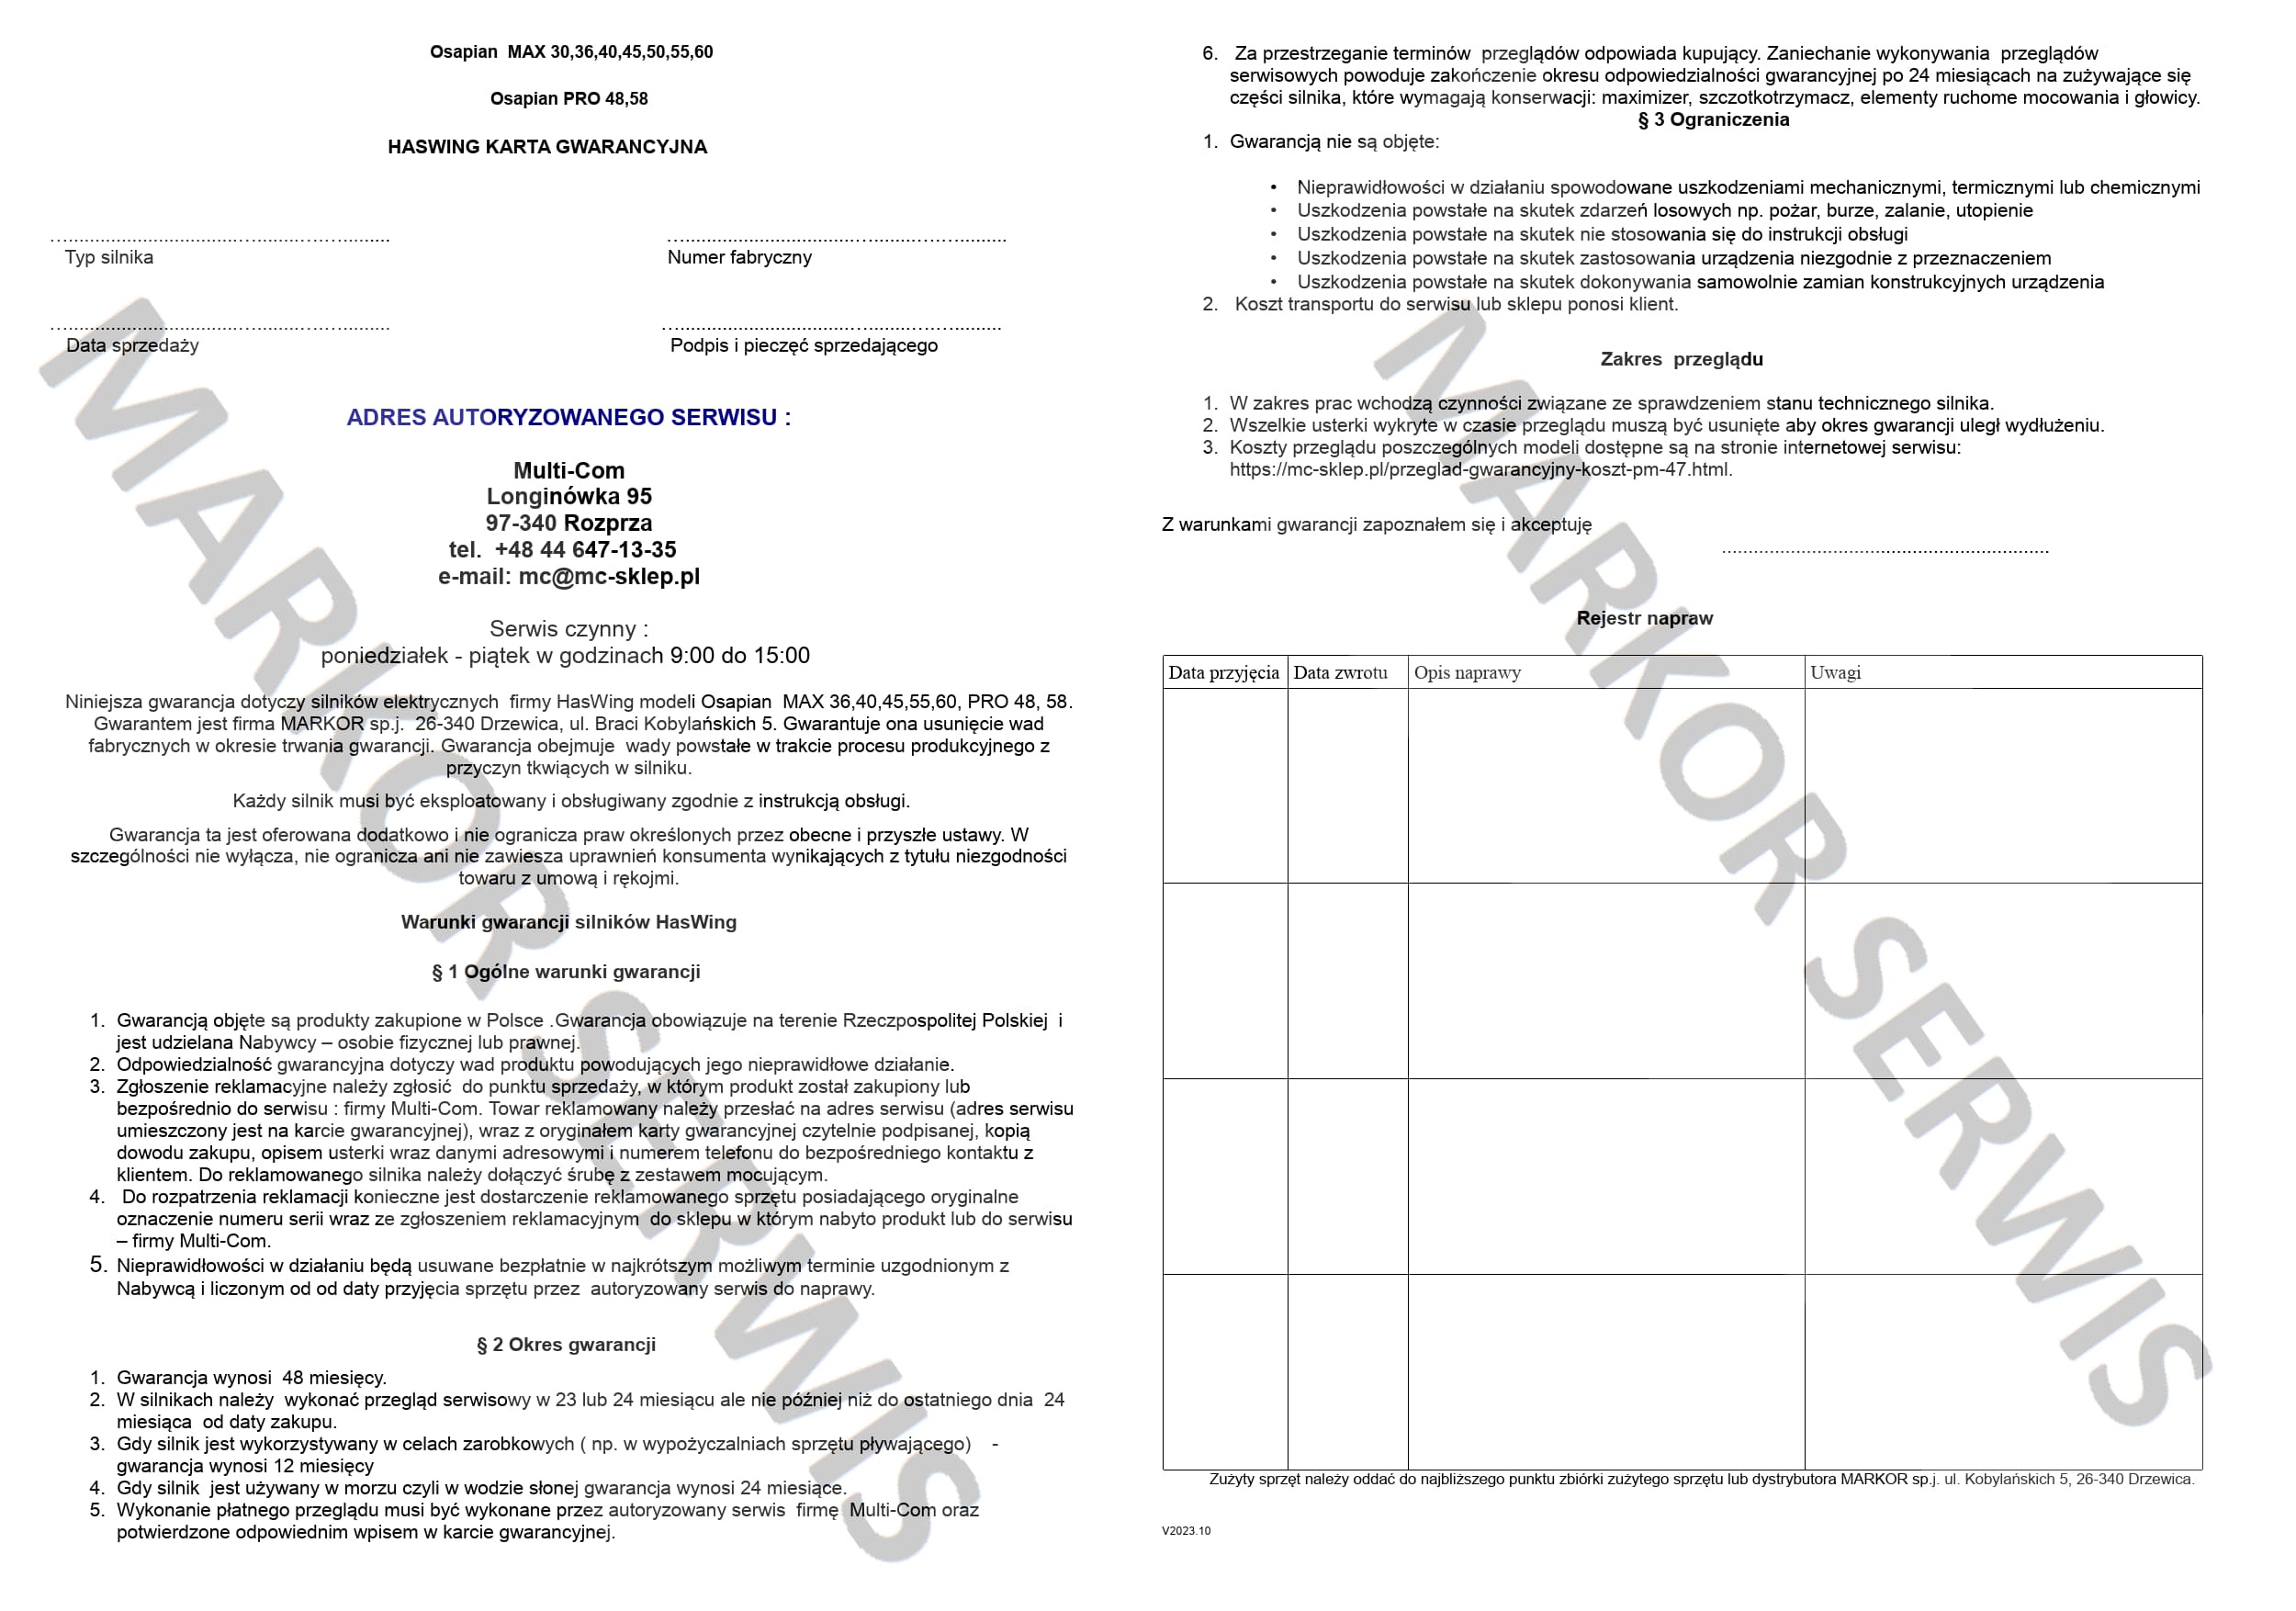 Osapian  MAX 30,36,40,45,50,55,60
Osapian PRO 48,58
HASWING KARTA GWARANCYJNA
Typ silnika
Numer fabryczny
Data sprzedaży
Podpis i pieczęć sprzedającego
ADRES AUTORYZOWANEGO SERWISU :
Multi-Com
Longinówka 95
97-340 Rozprza
tel.  +48 44 647-13-35
e-mail: mc@mc-sklep.pl
Serwis czynny :
poniedziałek - piątek w godzinach 9:00 do 15:00
Niniejsza gwarancja dotyczy silników elektrycznych  firmy HasWing modeli Osapian  MAX 36,40,45,55,60, PRO 48, 58.
Gwarantem jest firma MARKOR sp.j.  26-340 Drzewica, ul. Braci Kobylańskich 5. Gwarantuje ona usunięcie wad
fabrycznych w okresie trwania gwarancji. Gwarancja obejmuje  wady powstałe w trakcie procesu produkcyjnego z
przyczyn tkwiących w silniku.
Każdy silnik musi być eksploatowany i obsługiwany zgodnie z instrukcją obsługi.
Gwarancja ta jest oferowana dodatkowo i nie ogranicza praw określonych przez obecne i przyszłe ustawy. W
szczególności nie wyłącza, nie ogranicza ani nie zawiesza uprawnień konsumenta wynikających z tytułu niezgodności
towaru z umową i rękojmi.
Warunki gwarancji silników HasWing
§ 1 Ogólne warunki gwarancji
1. Gwarancją objęte są produkty zakupione w Polsce .Gwarancja obowiązuje na terenie Rzeczpospolitej Polskiej  i
jest udzielana Nabywcy – osobie fizycznej lub prawnej.
2. Odpowiedzialność gwarancyjna dotyczy wad produktu powodujących jego nieprawidłowe działanie.
3. Zgłoszenie reklamacyjne należy zgłosić  do punktu sprzedaży, w którym produkt został zakupiony lub
bezpośrednio do serwisu : firmy Multi-Com. Towar reklamowany należy przesłać na adres serwisu (adres serwisu
umieszczony jest na karcie gwarancyjnej), wraz z oryginałem karty gwarancyjnej czytelnie podpisanej, kopią
dowodu zakupu, opisem usterki wraz danymi adresowymi i numerem telefonu do bezpośredniego kontaktu z
klientem. Do reklamowanego silnika należy dołączyć śrubę z zestawem mocującym.
4. Do rozpatrzenia reklamacji konieczne jest dostarczenie reklamowanego sprzętu posiadającego oryginalne
oznaczenie numeru serii wraz ze zgłoszeniem reklamacyjnym  do sklepu w którym nabyto produkt lub do serwisu
– firmy Multi-Com.
5. Nieprawidłowości w działaniu będą usuwane bezpłatnie w najkrótszym możliwym terminie uzgodnionym z
Nabywcą i liczonym od od daty przyjęcia sprzętu przez  autoryzowany serwis do naprawy.
§ 2 Okres gwarancji
1. Gwarancja wynosi  48 miesięcy.
2. W silnikach należy  wykonać przegląd serwisowy w 23 lub 24 miesiącu ale nie później niż do ostatniego dnia  24
miesiąca  od daty zakupu.
3. Gdy silnik jest wykorzystywany w celach zarobkowych ( np. w wypożyczalniach sprzętu pływającego)    -
gwarancja wynosi 12 miesięcy
4. Gdy silnik  jest używany w morzu czyli w wodzie słonej gwarancja wynosi 24 miesiące.
5. Wykonanie płatnego przeglądu musi być wykonane przez autoryzowany serwis  firmę  Multi-Com oraz
potwierdzone odpowiednim wpisem w karcie gwarancyjnej.
6. Za przestrzeganie terminów  przeglądów odpowiada kupujący. Zaniechanie wykonywania  przeglądów
serwisowych powoduje zakończenie okresu odpowiedzialności gwarancyjnej po 24 miesiącach na zużywające się
części silnika, które wymagają konserwacji: maximizer, szczotkotrzymacz, elementy ruchome mocowania i głowicy.
§ 3 Ograniczenia
1. Gwarancją nie są objęte:
• Nieprawidłowości w działaniu spowodowane uszkodzeniami mechanicznymi, termicznymi lub chemicznymi
• Uszkodzenia powstałe na skutek zdarzeń losowych np. pożar, burze, zalanie, utopienie
• Uszkodzenia powstałe na skutek nie stosowania się do instrukcji obsługi
• Uszkodzenia powstałe na skutek zastosowania urządzenia niezgodnie z przeznaczeniem
• Uszkodzenia powstałe na skutek dokonywania samowolnie zamian konstrukcyjnych urządzenia
2. Koszt transportu do serwisu lub sklepu ponosi klient.
Zakres  przeglądu
1. W zakres prac wchodzą czynności związane ze sprawdzeniem stanu technicznego silnika.
2. Wszelkie usterki wykryte w czasie przeglądu muszą być usunięte aby okres gwarancji uległ wydłużeniu.
3. Koszty przeglądu poszczególnych modeli dostępne są na stronie internetowej serwisu:
https://mc-sklep.pl/przeglad-gwarancyjny-koszt-pm-47.html.
Z warunkami gwarancji zapoznałem się i akceptuję
Rejestr napraw
Data przyjęcia Data zwrotu Opis naprawy Uwagi
Zużyty sprzęt należy oddać do najbliższego punktu zbiórki zużytego sprzętu lub dystrybutora MARKOR sp.j. ul. Kobylańskich 5, 26-340 Drzewica.
V2023.10
MARKOR SERWIS
MARKOR SERWIS